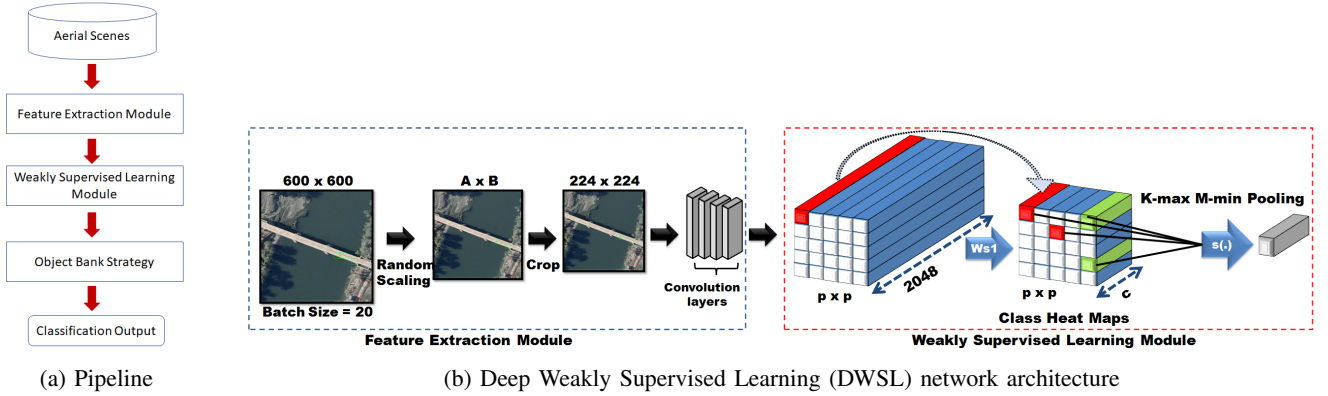 Aerial Scenes
Feature Extraction Module
Weakly Supervised Learning
Module
Object Bank Strategy
Classification Output
(a) Pipeline
600 x 600
A x B
224 x 224
Random
Scaling
Crop
Batch Size = 20
Convolution
layers
Feature Extraction Module
p x p
2048
Ws1
p x p
c
Class Heat Maps
K-max M-min Pooling
s(.)
Weakly Supervised Learning Module
(b) Deep Weakly Supervised Learning (DWSL) network architecture